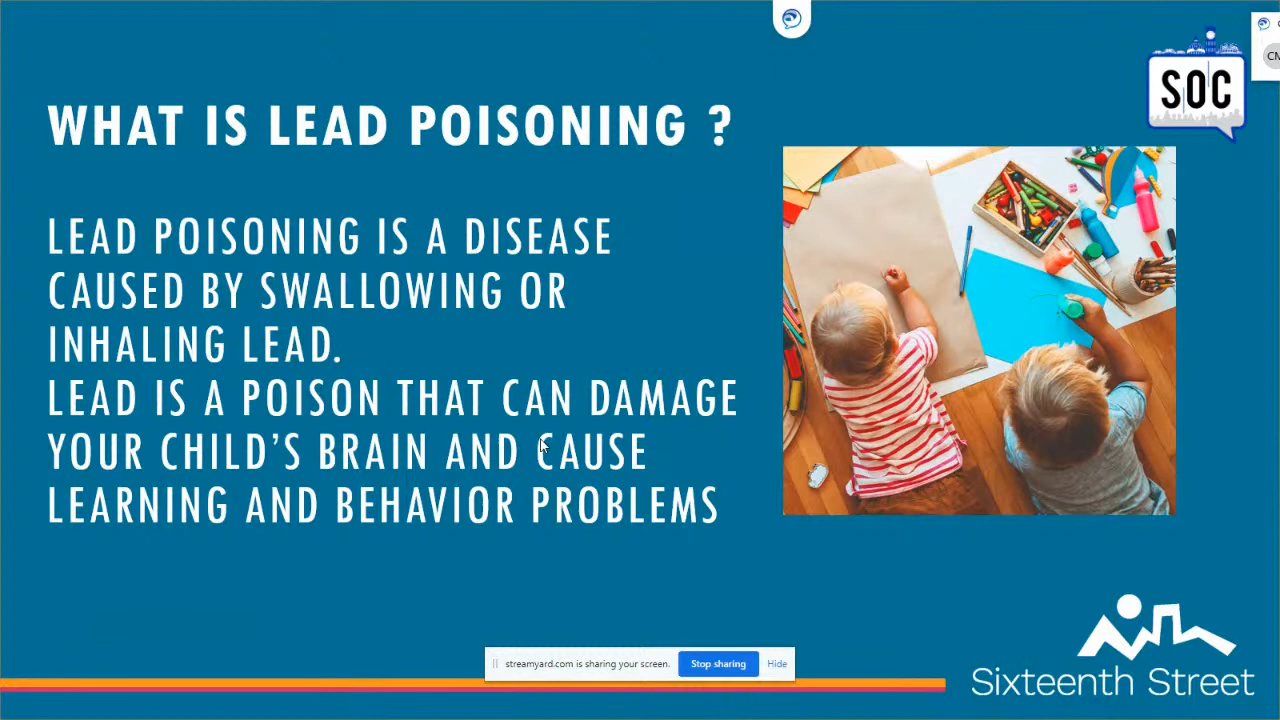 SOC
CM
WHAT IS LEAD POISONING ?
LEAD POISONING IS A DISEASE
CAUSED BY SWALLOWING OR
INHALING LEAD.
LEAD IS A POISON THAT CAN DAMAGE
YOUR CHILD’S BRAIN AND CAUSE
LEARNING AND BEHAVIOR PROBLEMS
streamyard.com is sharing your screen.
Stop sharing
Hide
Sixteenth Street